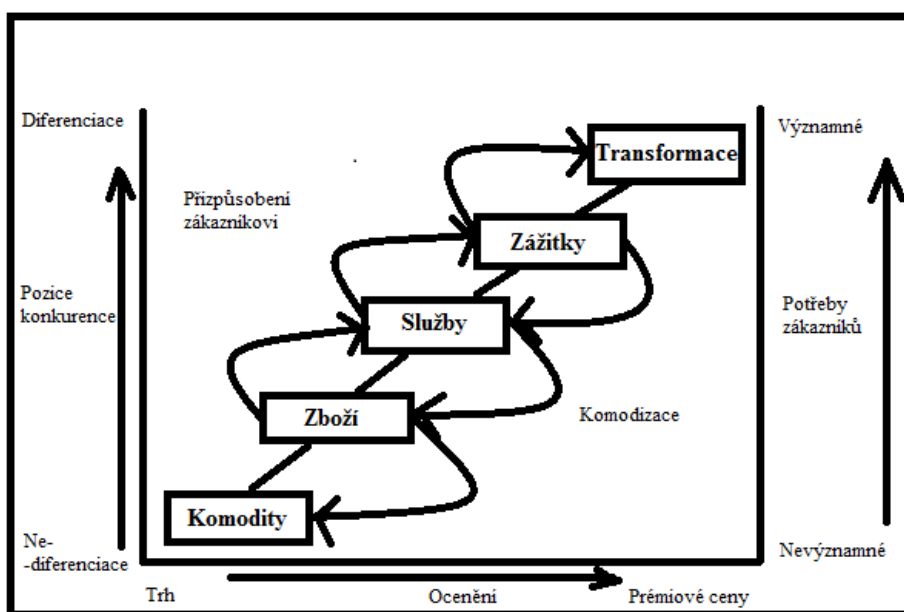 Diferenciace
Významné
Transformace
Přizpůsobení
zákazníkovi
Zážitky
Pozice
konkurence
Služby
Potřeby
zákazníků
Zboží
Komodizace
Komodity
Ne-
-diferenciace
Nevýznamné
Trh
Ocenění
Prémiové ceny